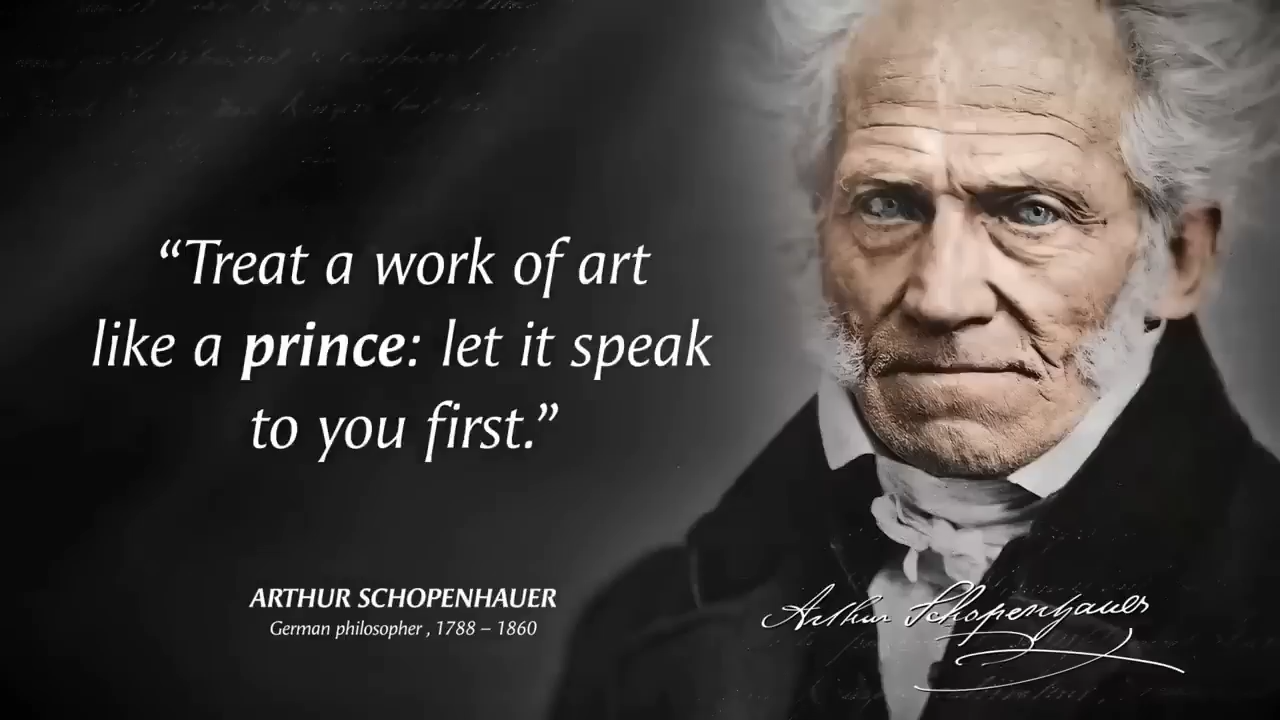 “Treat a work of art
like a prince: let it speak
to you first.”
ARTHUR SCHOPENHAUER
German philosopher , 1788 – 1860
Arthur Schopenhauer